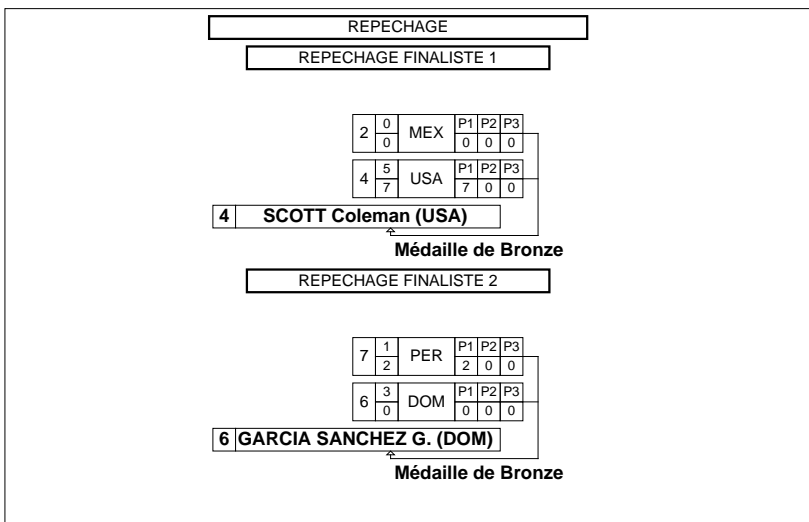 REPECHAGE
REPECHAGE FINALISTE 1
2 0 MEX P1 P2 P3
0 0 0 0
4 5 USA P1 P2 P3
7 7 0 0
4 SCOTT Coleman (USA)
Médaille de Bronze
REPECHAGE FINALISTE 2
7 1 PER P1 P2 P3
2 2 0 0
6 3 DOM P1 P2 P3
0 0 0 0
6 GARCIA SANCHEZ G. (DOM)
Médaille de Bronze